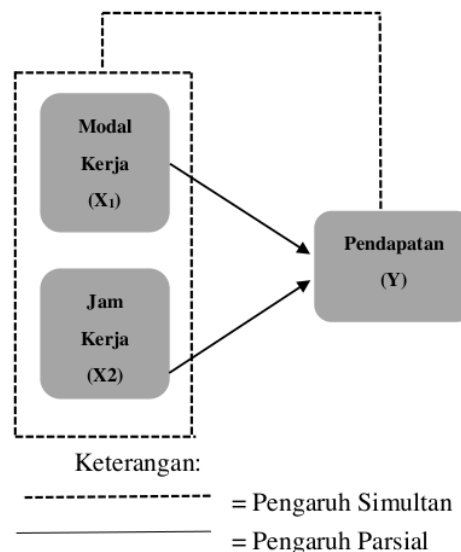 Modal
Kerja
(X₁)
Pendapatan
(Y)
Jam
Kerja
(X2)
Keterangan:
= Pengaruh Simultan
= Pengaruh Parsial